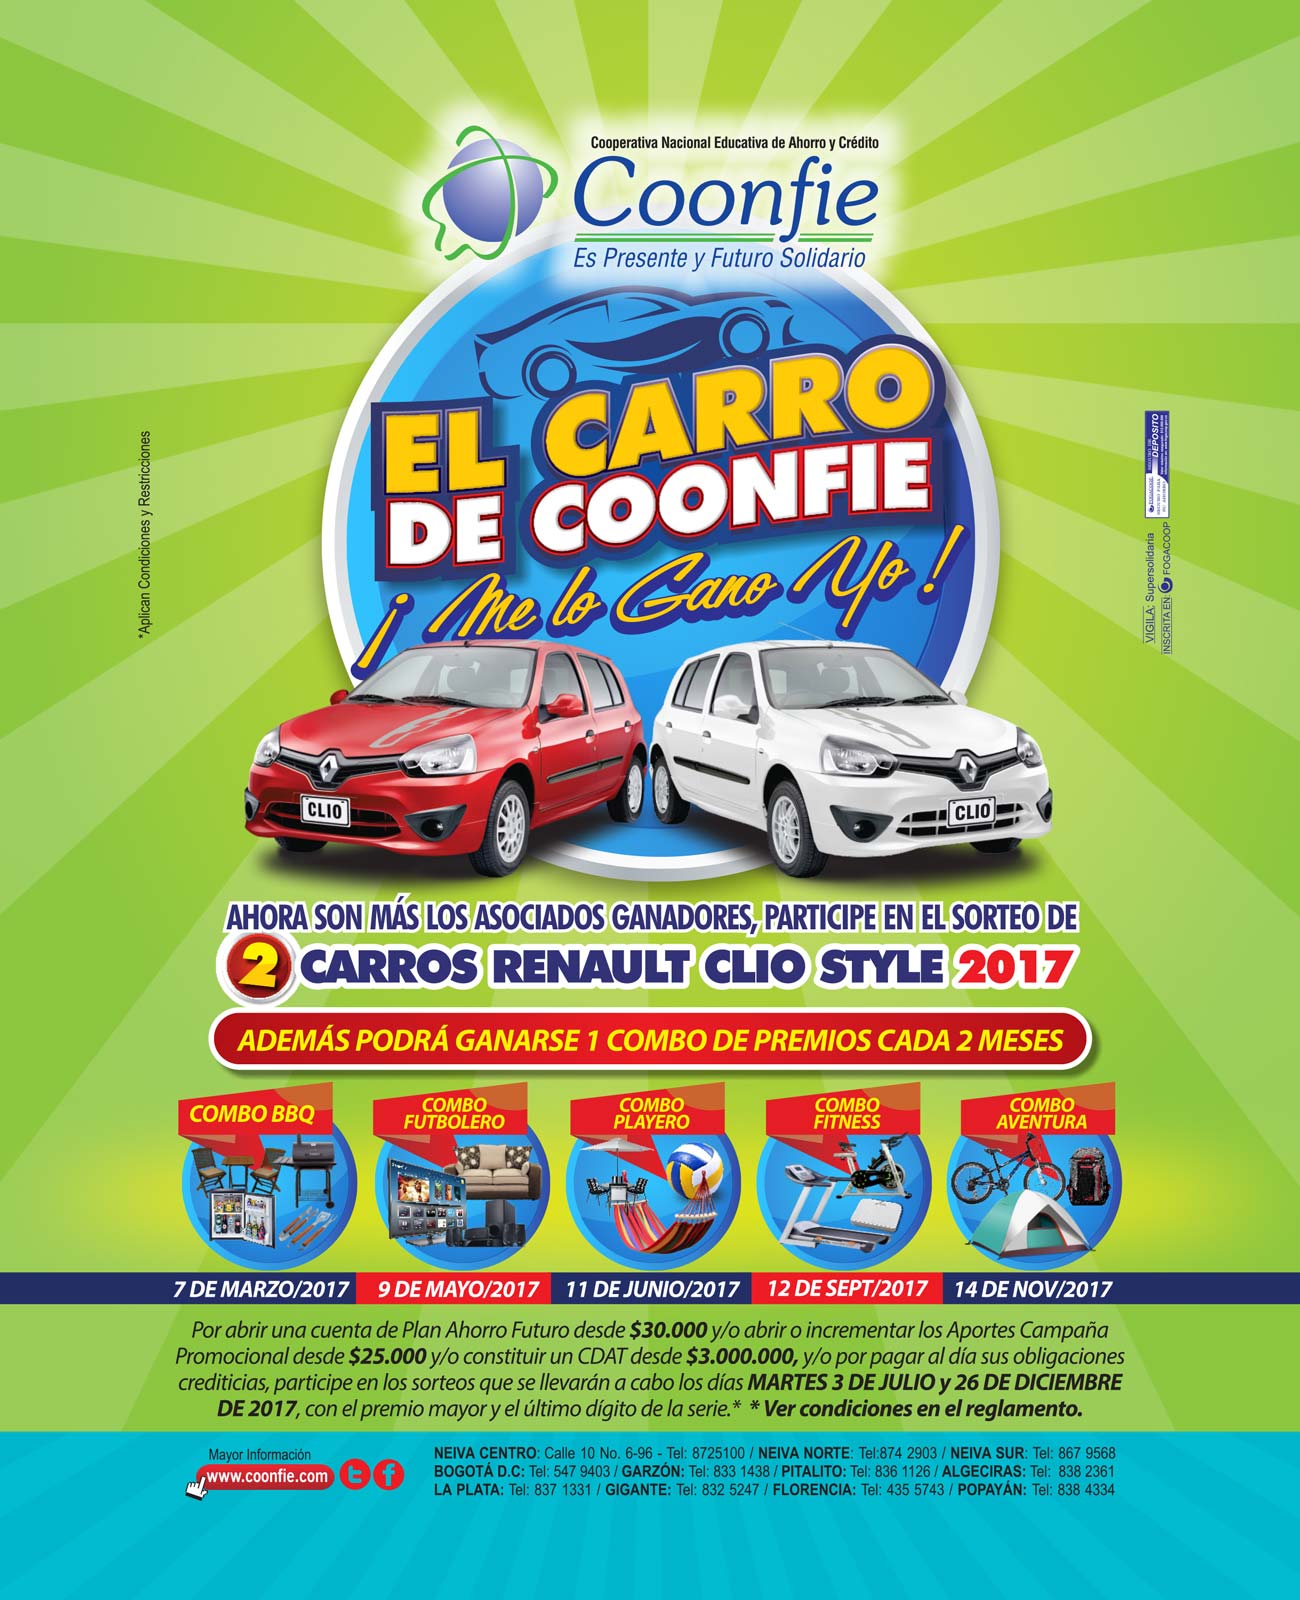 Cooperativa Nacional Educativa de Ahorro y Crédito
Coonfie
Es Presente y Futuro Solidario
EL CARRO
DE COONFIE
¡Me lo Gano Yo!
*Aplican Condiciones y Restricciones
VIGILA: Supersolidaria
INSCRITA EN: FOGACOOP
DEPOSITO
CLIO
CLIO
AHORA SON MÁS LOS ASOCIADOS GANADORES, PARTICIPE EN EL SORTEO DE
2 CARROS RENAULT CLIO STYLE 2017
ADEMÁS PODRÁ GANARSE 1 COMBO DE PREMIOS CADA 2 MESES
COMBO BBQ
COMBO
FUTBOLERO
COMBO
PLAYERO
COMBO
FITNESS
COMBO
AVENTURA
7 DE MARZO/2017 9 DE MAYO/2017 11 DE JUNIO/2017 12 DE SEPT/2017 14 DE NOV/2017
Por abrir una cuenta de Plan Ahorro Futuro desde $30.000 y/o abrir o incrementar los Aportes Campaña
Promocional desde $25.000 y/o constituir un CDAT desde $3.000.000, y/o por pagar al día sus obligaciones
crediticias, participe en los sorteos que se llevarán a cabo los días MARTES 3 DE JULIO y 26 DE DICIEMBRE
DE 2017, con el premio mayor y el último dígito de la serie.* * Ver condiciones en el reglamento.
Mayor Información
www.coonfie.com
NEIVA CENTRO: Calle 10 No. 6-96 - Tel: 8725100 / NEIVA NORTE: Tel:874 2903 / NEIVA SUR: Tel: 867 9568
BOGOTÁ D.C: Tel: 547 9403 / GARZÓN: Tel: 833 1438 / PITALITO: Tel: 836 1126 / ALGECIRAS: Tel: 838 2361
LA PLATA: Tel: 837 1331 / GIGANTE: Tel: 832 5247 / FLORENCIA: Tel: 435 5743 / POPAYÁN: Tel: 838 4334